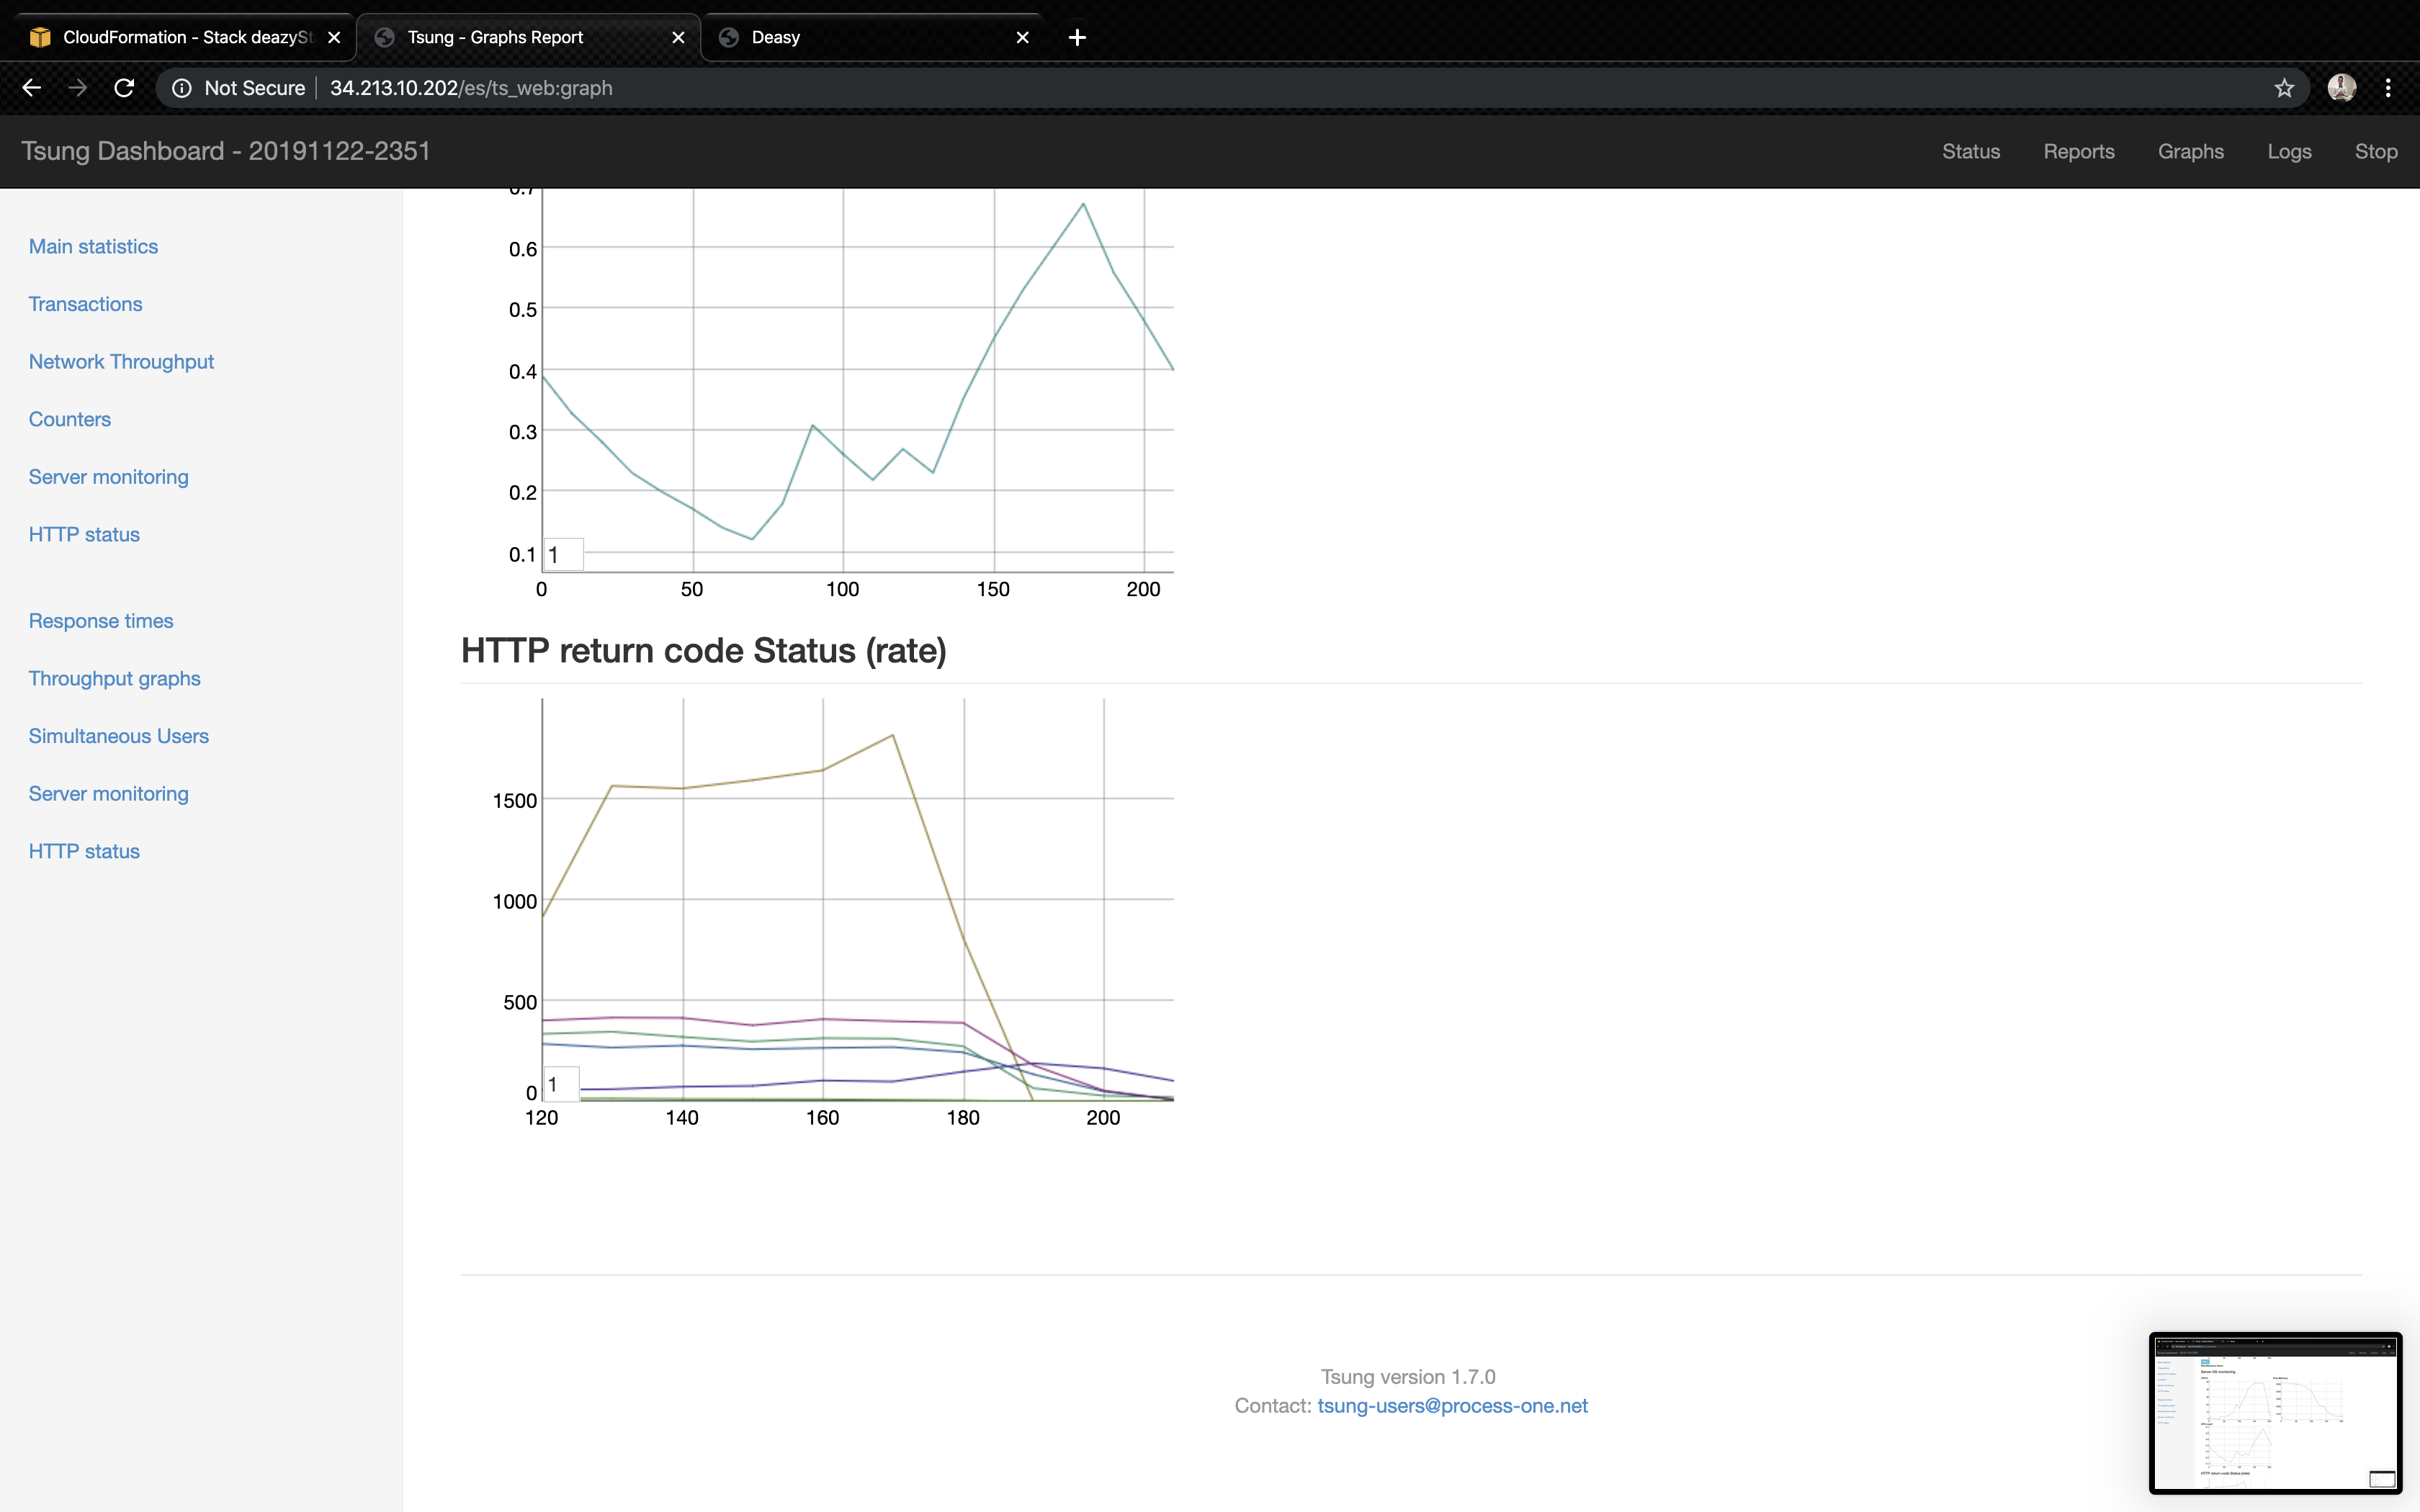 CloudFormation - Stack deazySt
Tsung - Graphs Report
Deasy
Not Secure
34.213.10.202/es/ts_web:graph
Tsung Dashboard - 20191122-2351
Status
Reports
Graphs
Logs
Stop
Main statistics
Transactions
Network Throughput
Counters
Server monitoring
HTTP status
Response times
Throughput graphs
Simultaneous Users
Server monitoring
HTTP status
0.7
0.6
0.5
0.4
0.3
0.2
0.1
1
0 50 100 150 200
HTTP return code Status (rate)
1500
1000
500
0
1
120 140 160 180 200
Tsung version 1.7.0
Contact: tsung-users@process-one.net